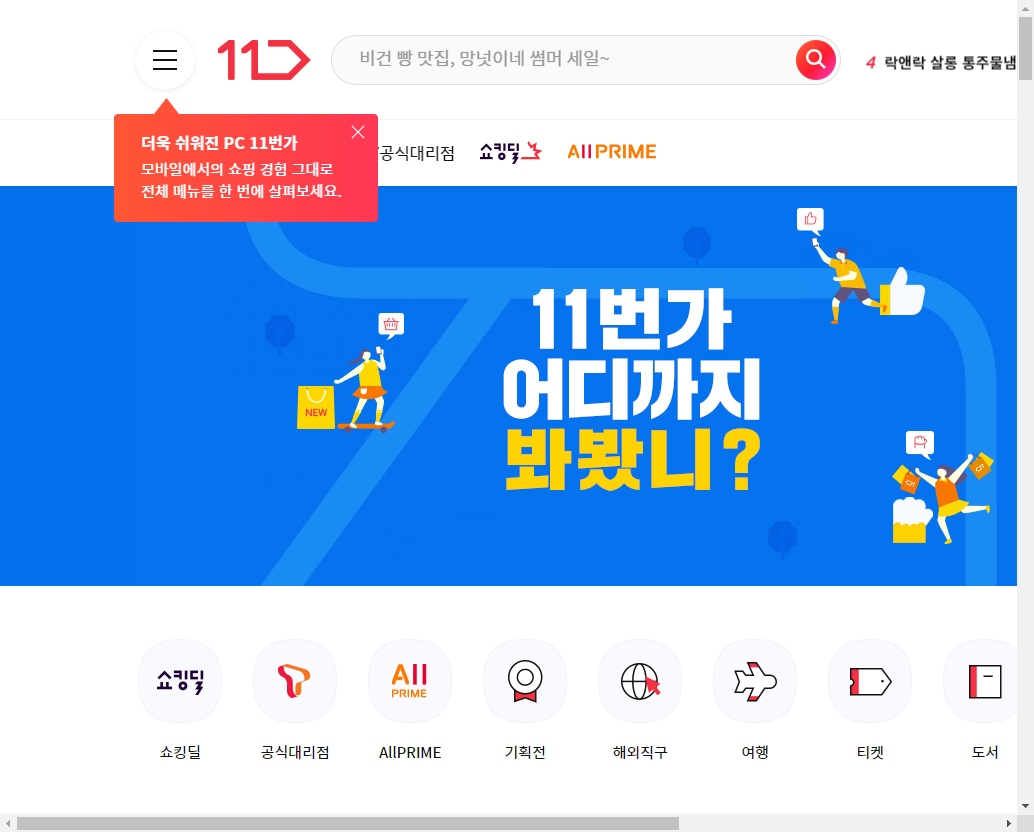 11
비건 빵 맛집, 망넛이네 썸머 세일~
4 락앤락 살롱 통주물냄
더욱 쉬워진 PC 11번가
모바일에서의 쇼핑 경험 그대로
전체 메뉴를 한 번에 살펴보세요.
공식대리점
쇼킹딜
All PRIME
11번가
어디까지
봐봤니?
NEW
쇼킹딜
All
PRIME
쇼킹딜
공식대리점
AllPRIME
기획전
해외직구
여행
티켓
도서